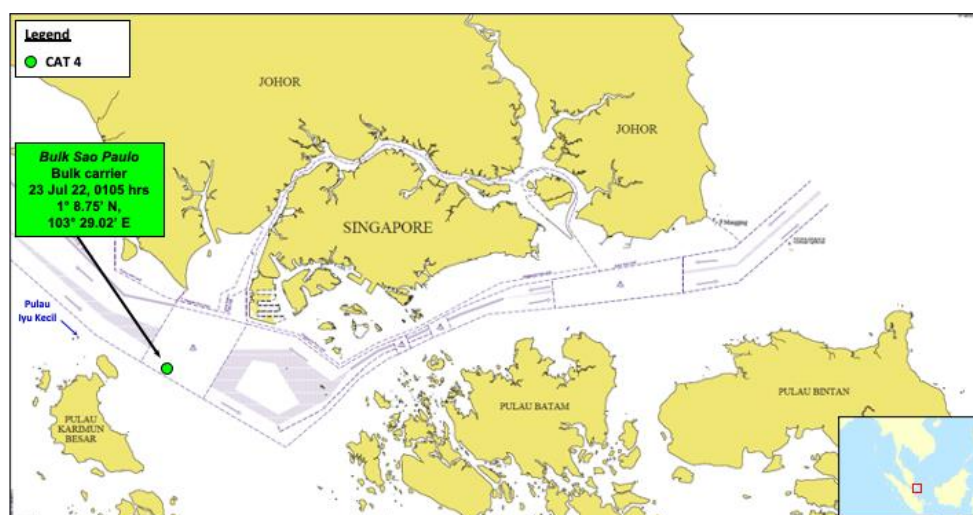 Legend
CAT 4
JOHOR
JOHOR
Bulk Sao Paulo
Bulk carrier
23 Jul 22, 0105 hrs
1° 8.75' N,
103° 29.02' E
SINGAPORE
Pulau
Iyu Kecil
PULAU
KARIMUN
BESAR
PULAU BATAM
PULAU BINTAN